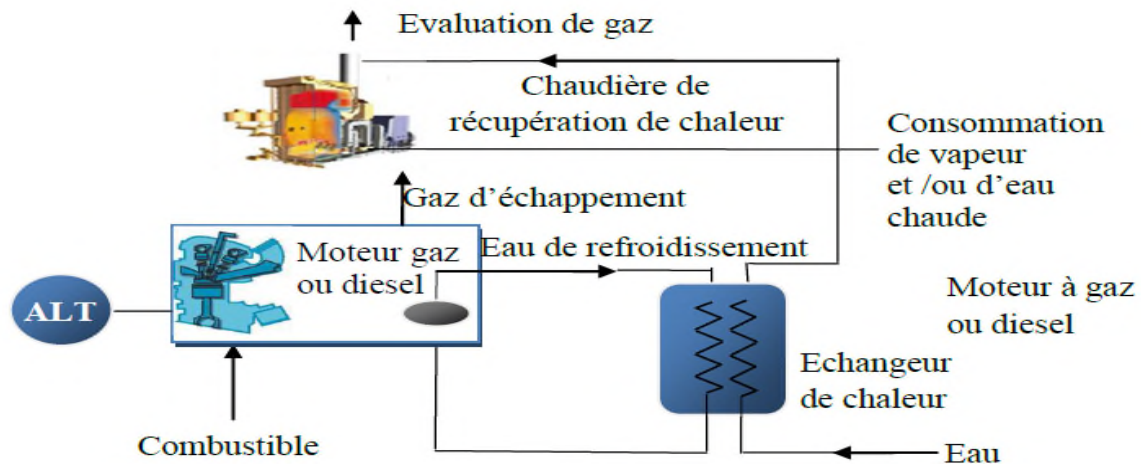 Evaluation de gaz
Chaudière de
récupération de chaleur
Consommation
de vapeur
et /ou d'eau
chaude
Gaz d'échappement
Moteur gaz
ou diesel
Eau de refroidissement
ALT
Moteur à gaz
ou diesel
Echangeur
de chaleur
Combustible
Eau